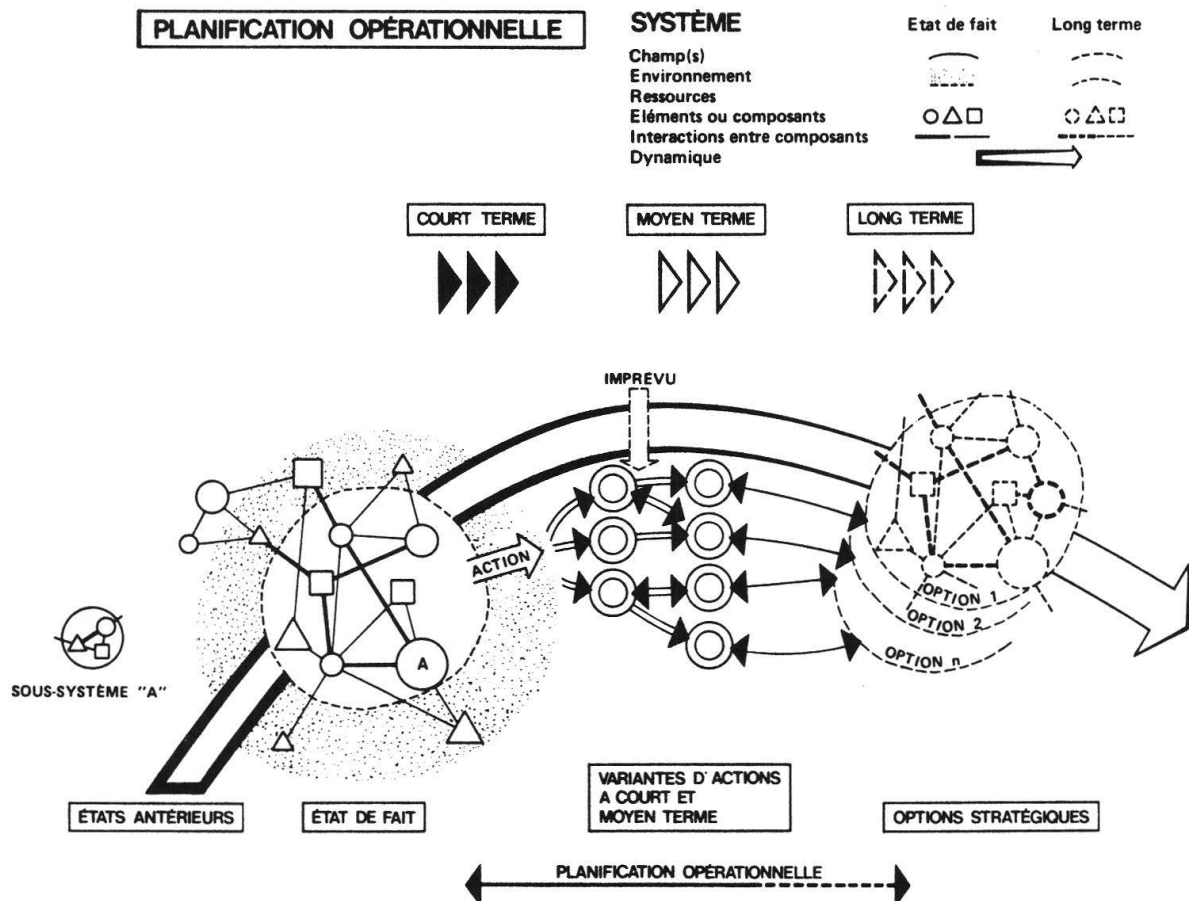 PLANIFICATION OPÉRATIONNELLE
SYSTÈME
Etat de fait
Long terme
Champ(s)
Environnement
Ressources
Eléments ou composants
Interactions entre composants
Dynamique
COURT TERME
MOYEN TERME
LONG TERME
IMPRÉVU
ACTION
A
OPTION 1
OPTION 2
OPTION n
SOUS-SYSTÈME "A"
ÉTATS ANTÉRIEURS
ÉTAT DE FAIT
VARIANTES D'ACTIONS
A COURT ET
MOYEN TERME
OPTIONS STRATÉGIQUES
PLANIFICATION OPÉRATIONNELLE